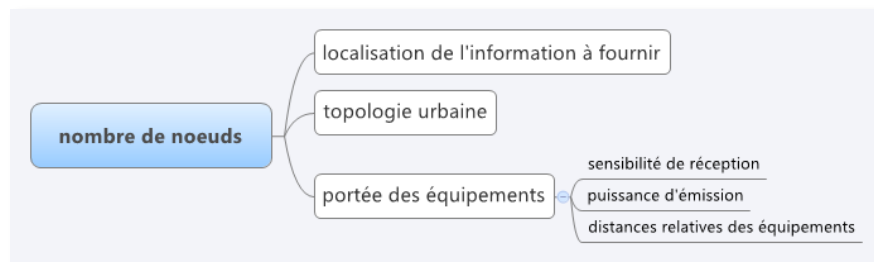 localisation de l'information à fournir
topologie urbaine
nombre de noeuds
portée des équipements
sensibilité de réception
puissance d'émission
distances relatives des équipements